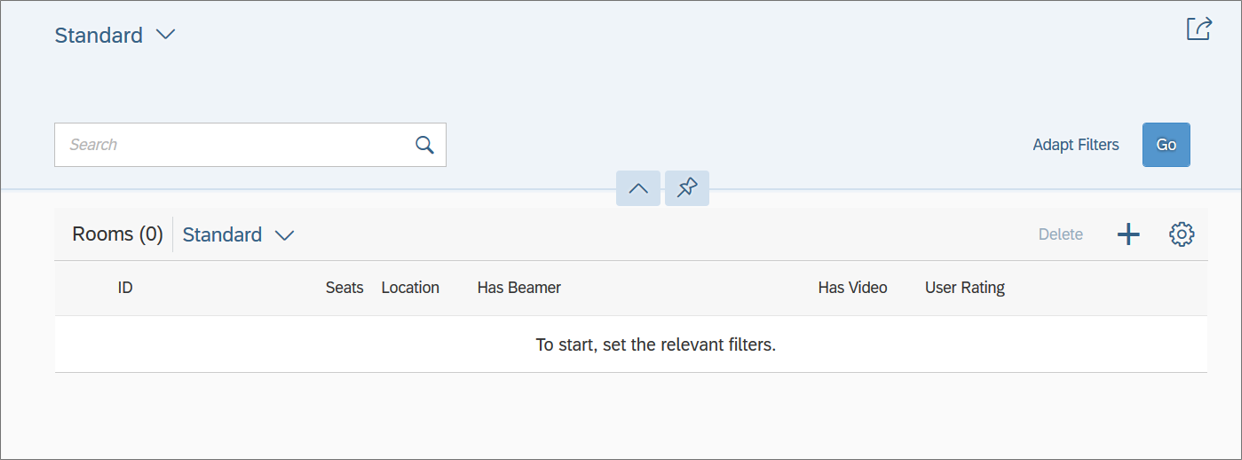 Standard
Search
Adapt Filters Go
Rooms (0) Standard Delete
ID Seats Location Has Beamer Has Video User Rating
To start, set the relevant filters.